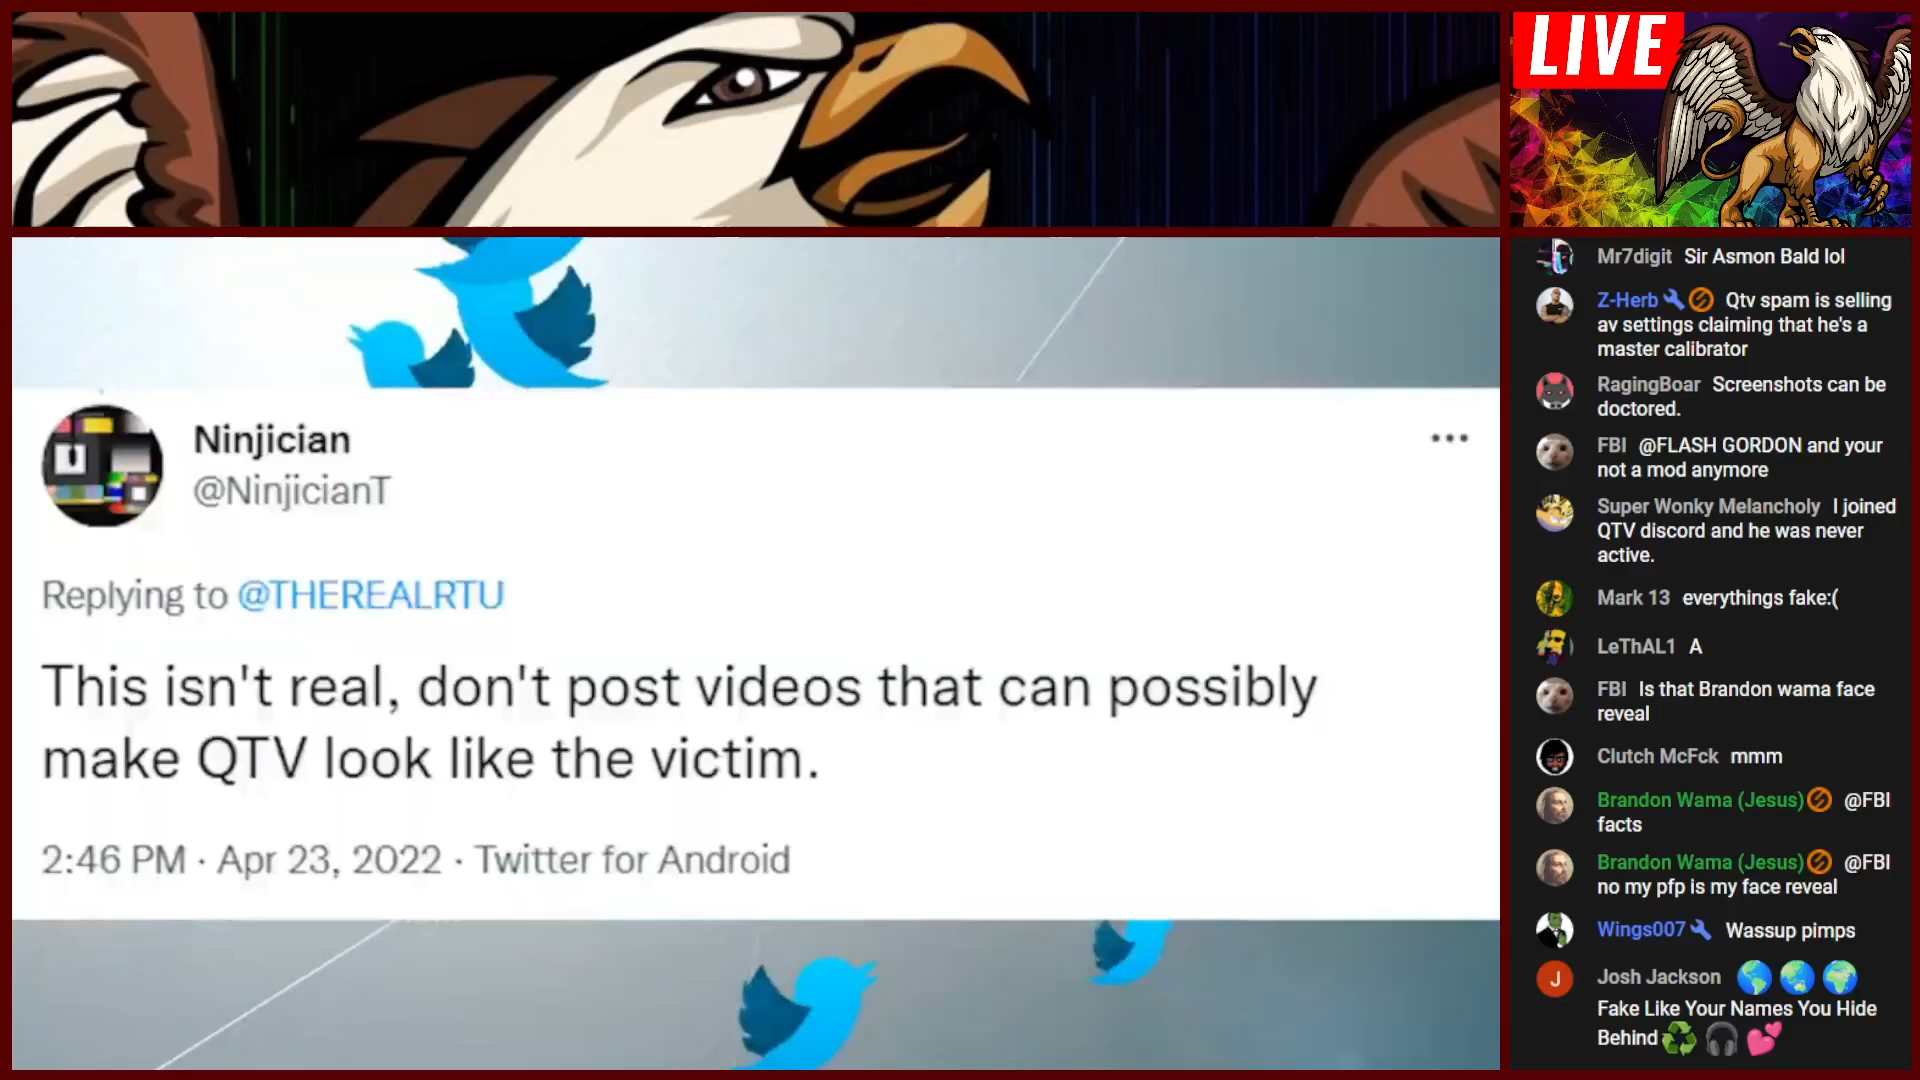 LIVE
Ninjician
@NinjicianT
Replying to @THEREALRTU
This isn't real, don't post videos that can possibly
make QTV look like the victim.
2:46 PM · Apr 23, 2022 · Twitter for Android
Mr7digit Sir Asmon Bald lol
Z-Herb Qtv spam is selling
av settings claiming that he's a
master calibrator
RagingBoar Screenshots can be
doctored.
FBI @FLASH GORDON and your
not a mod anymore
Super Wonky Melancholy I joined
QTV discord and he was never
active.
Mark 13 everythings fake:(
LeThAL1 A
FBI Is that Brandon wama face
reveal
Clutch McFck mmm
Brandon Wama (Jesus) @FBI
facts
Brandon Wama (Jesus) @FBI
no my pfp is my face reveal
Wings007 Wassup pimps
J
Josh Jackson 🌎 🌏 🌍
Fake Like Your Names You Hide
Behind♻️ 🎧 💕